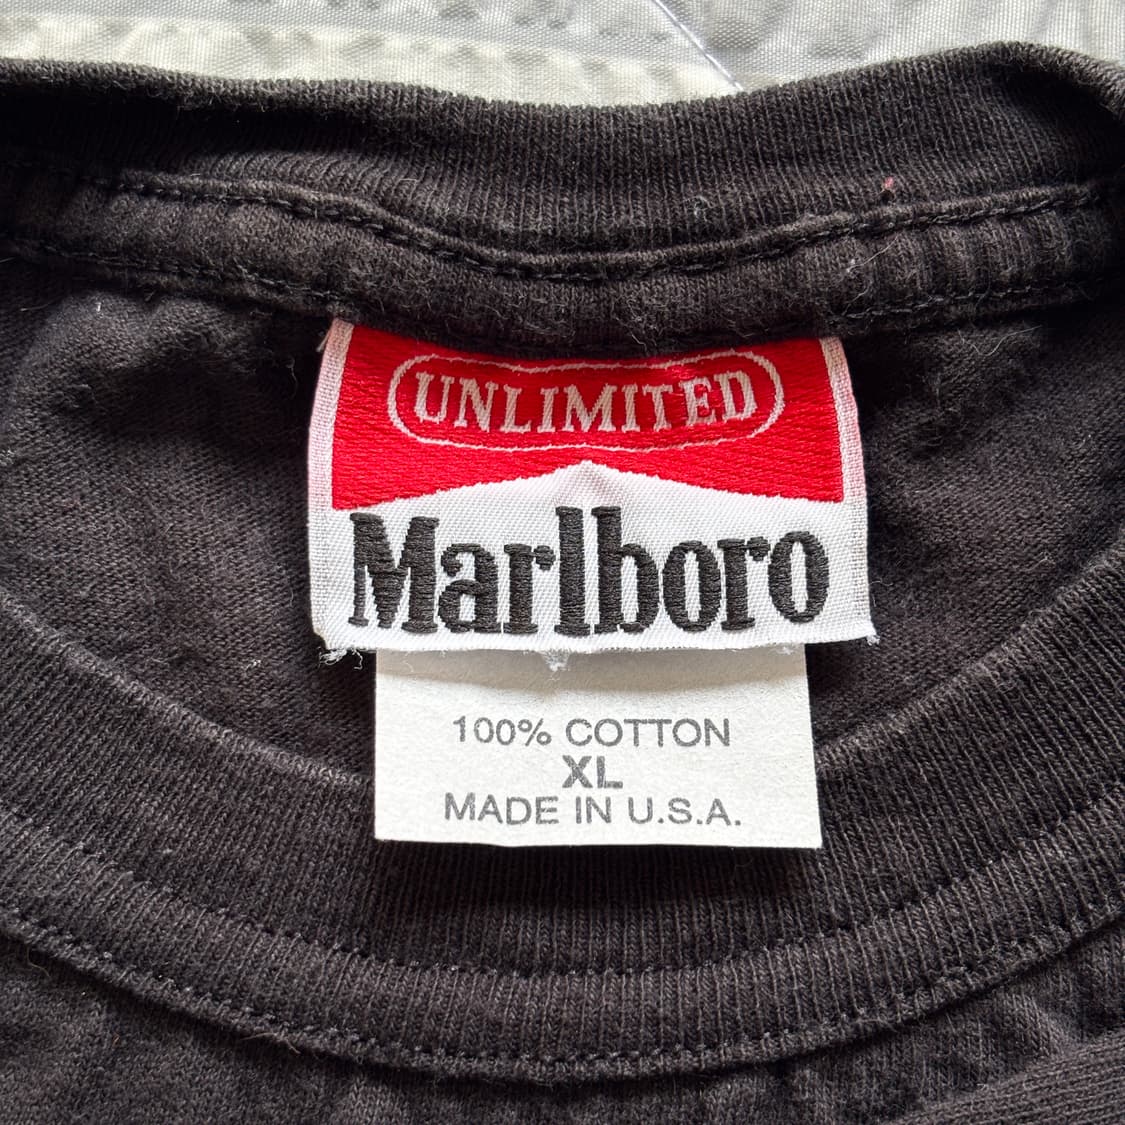 UNLIMITED
Marlboro
100% COTTON
XL
MADE IN U.S.A.